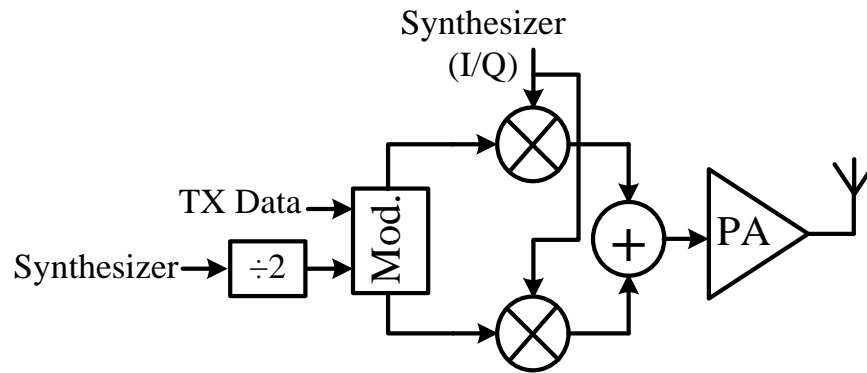 Synthesizer
(I/Q)
TX Data
Mod.
Synthesizer
÷2
+
PA